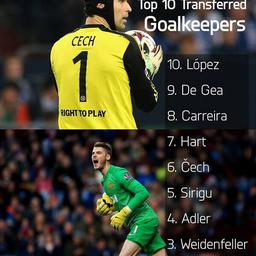 Top 10 Transferred
Goalkeepers
CECH
1
RIGHT TO PLAY
10. López
9. De Gea
8. Carreira
7. Hart
6. Čech
5. Sirigu
4. Adler
3. Weidenfeller